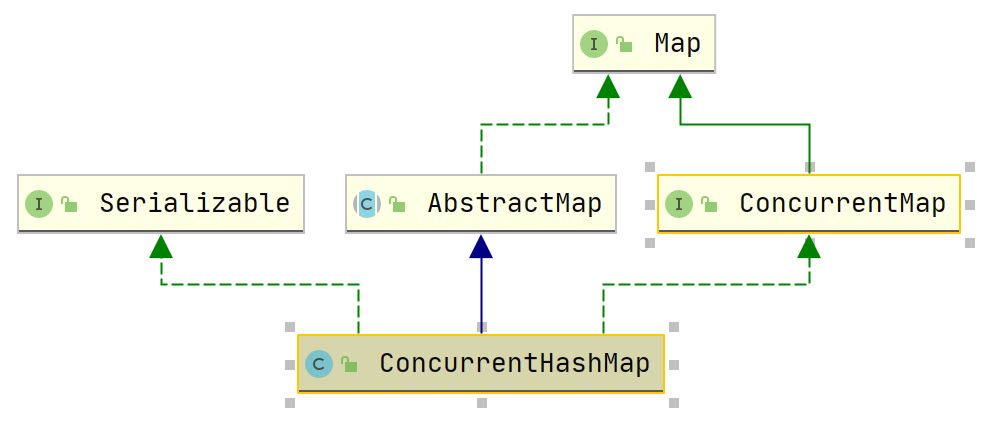 I Map
I Serializable
C AbstractMap
I ConcurrentMap
C ConcurrentHashMap